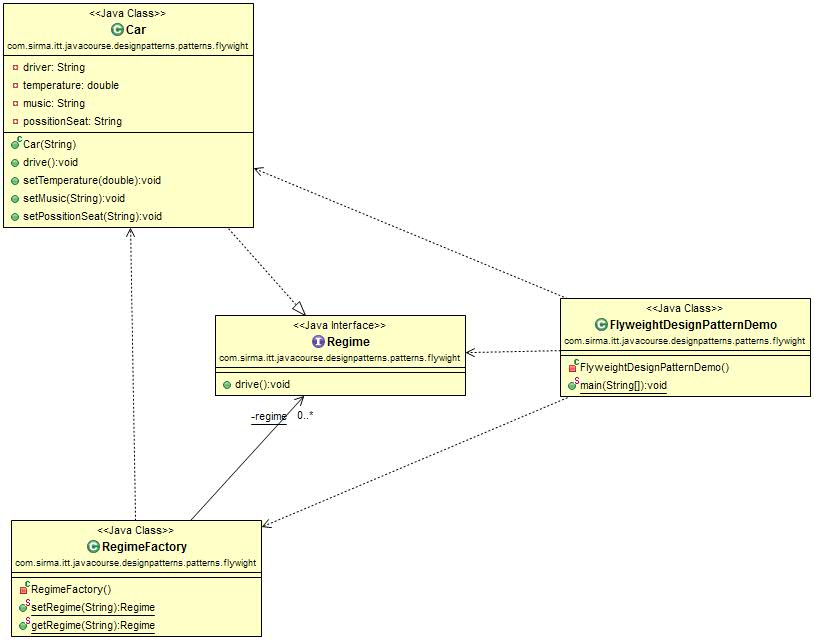 <<Java Class>>
Car
com.sirma.itt.javacourse.designpatterns.patterns.flywight
driver: String
temperature: double
music: String
possitionSeat: String
Car(String)
drive():void
setTemperature(double):void
setMusic(String):void
setPossitionSeat(String):void
<<Java Interface>>
Regime
com.sirma.itt.javacourse.designpatterns.patterns.flywight
drive():void
<<Java Class>>
FlyweightDesignPatternDemo
com.sirma.itt.javacourse.designpatterns.patterns.flywight
FlyweightDesignPatternDemo()
main(String[]):void
-regime 0..*
<<Java Class>>
RegimeFactory
com.sirma.itt.javacourse.designpatterns.patterns.flywight
RegimeFactory()
setRegime(String):Regime
getRegime(String):Regime